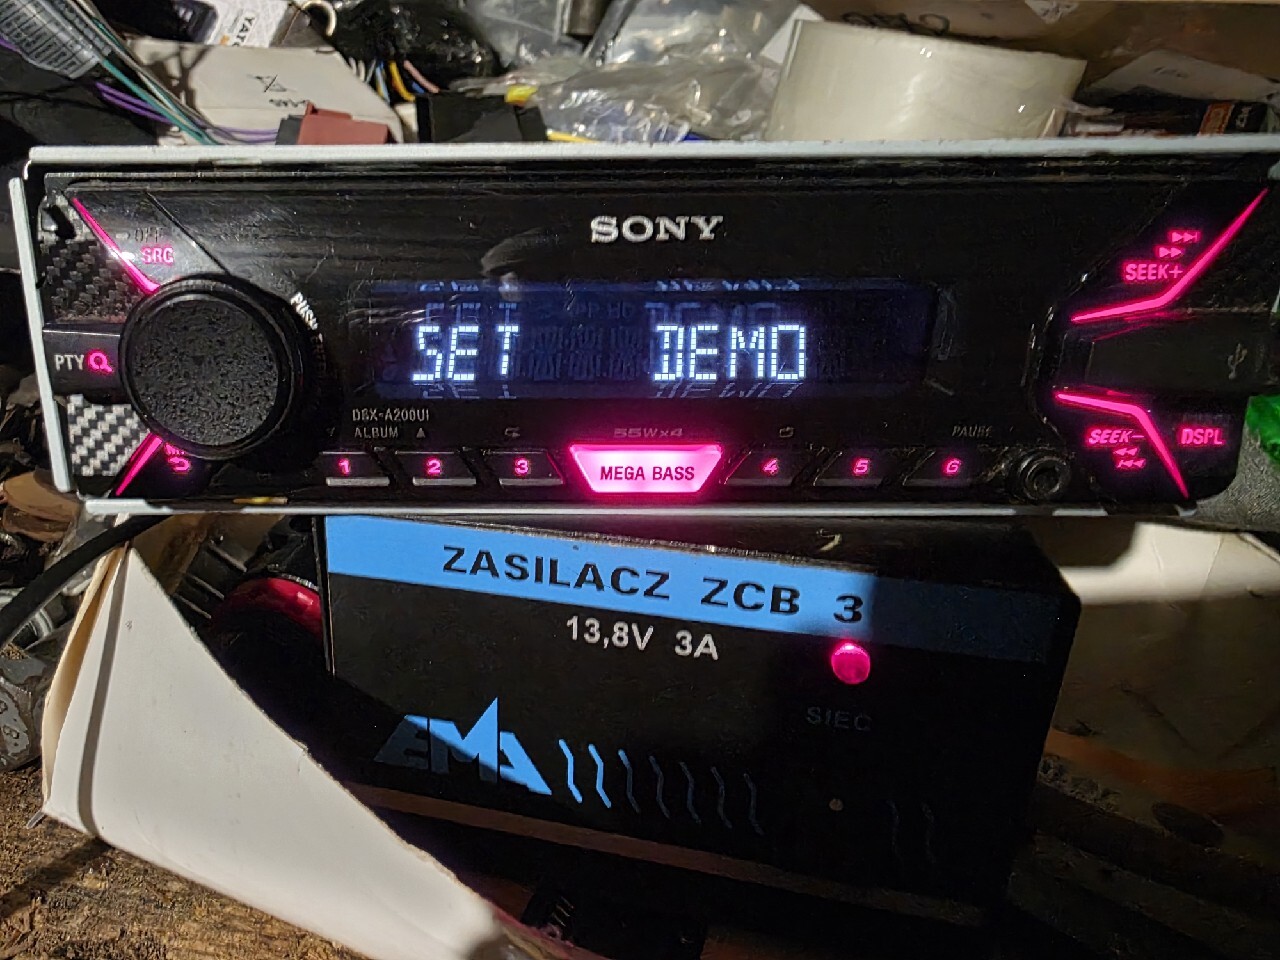 SONY
OFF
SRC
SEEK+
PUSH
SET DEMO
PTY
DSX-A200UI
ALBUM
55Wx4
PAUSE
SEEK-
DSPL
1
2
3
MEGA BASS
4
5
6
ZASILACZ ZCB 3
13,8V 3A
SIEC
EMA